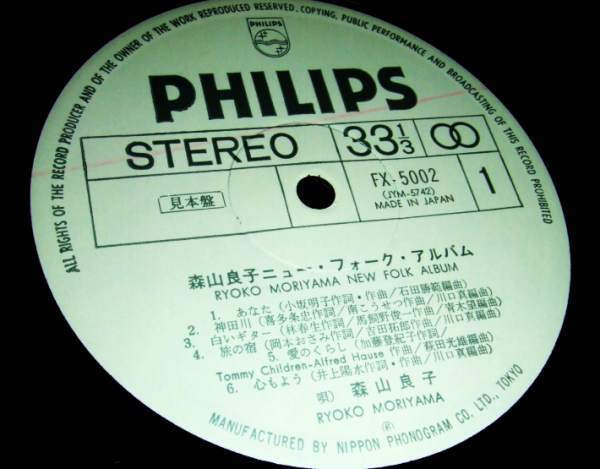 ALL RIGHTS OF THE RECORD PRODUCER AND OF THE OWNER OF THE WORK REPRODUCED RESERVED. COPYING, PUBLIC PERFORMANCE AND BROADCASTING OF THIS RECORD PROHIBITED
PHILIPS
PHILIPS
STEREO 33 1/3
見本盤 FX-5002 1
(JYM-5742)
MADE IN JAPAN
森山良子ニュー・フォーク・アルバム
RYOKO MORIYAMA NEW FOLK ALBUM
1. あなた (小坂明子作詞・作曲/石田勝範編曲)
2. 神田川 (喜多条忠作詞/南こうせつ作曲/青木望編曲)
3. 白いギター (林春生作詞/馬飼野俊一作曲/川口真編曲)
4. 旅の宿 (岡本おさみ作詞/吉田拓郎作曲/川口真編曲)
5. 愛のくらし (加藤登紀子作詞/
Tommy Children-Alfred Hause 作曲/萩田光雄編曲)
6. 心もよう (井上陽水作詞・作曲/川口真編曲)
唄) 森山良子
RYOKO MORIYAMA
Ⓡ
MANUFACTURED BY NIPPON PHONOGRAM CO. LTD., TOKYO